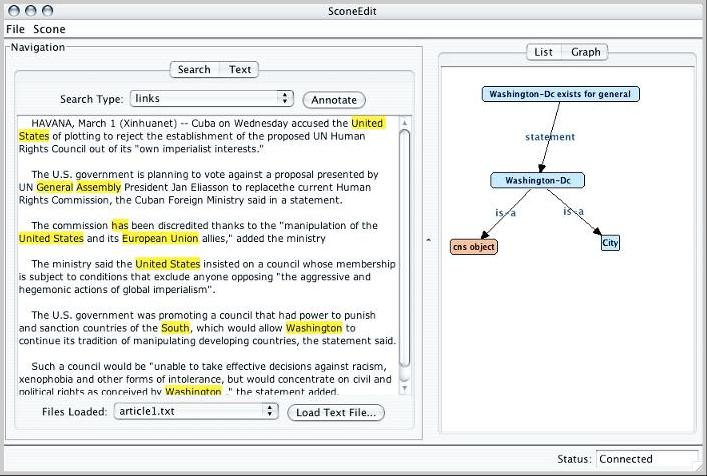 SconeEdit
File Scone
Navigation
Search Text
Search Type: links Annotate
HAVANA, March 1 (Xinhuanet) -- Cuba on Wednesday accused the United
States of plotting to reject the establishment of the proposed UN Human
Rights Council out of its "own imperialist interests."
The U.S. government is planning to vote against a proposal presented by
UN General Assembly President Jan Eliasson to replacethe current Human
Rights Commission, the Cuban Foreign Ministry said in a statement.
The commission has been discredited thanks to the "manipulation of the
United States and its European Union allies," added the ministry
The ministry said the United States insisted on a council whose membership
is subject to conditions that exclude anyone opposing "the aggressive and
hegemonic actions of global imperialism".
The U.S. government was promoting a council that had power to punish
and sanction countries of the South, which would allow Washington to
continue its tradition of manipulating developing countries, the statement said.
Such a council would be "unable to take effective decisions against racism,
xenophobia and other forms of intolerance, but would concentrate on civil and
political rights as conceived by Washington ," the statement added.
Files Loaded: article1.txt Load Text File...
List Graph
Washington-Dc exists for general
statement
Washington-Dc
is-a is-a
cns object City
Status: Connected